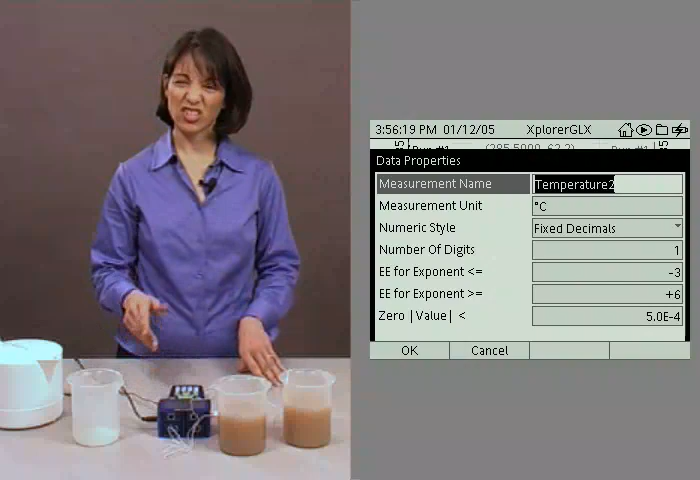 3:56:19 PM 01/12/05 XplorerGLX
Data Properties
Measurement Name Temperature2
Measurement Unit °C
Numeric Style Fixed Decimals
Number Of Digits 1
EE for Exponent <= -3
EE for Exponent >= +6
Zero |Value| < 5.0E-4
OK Cancel